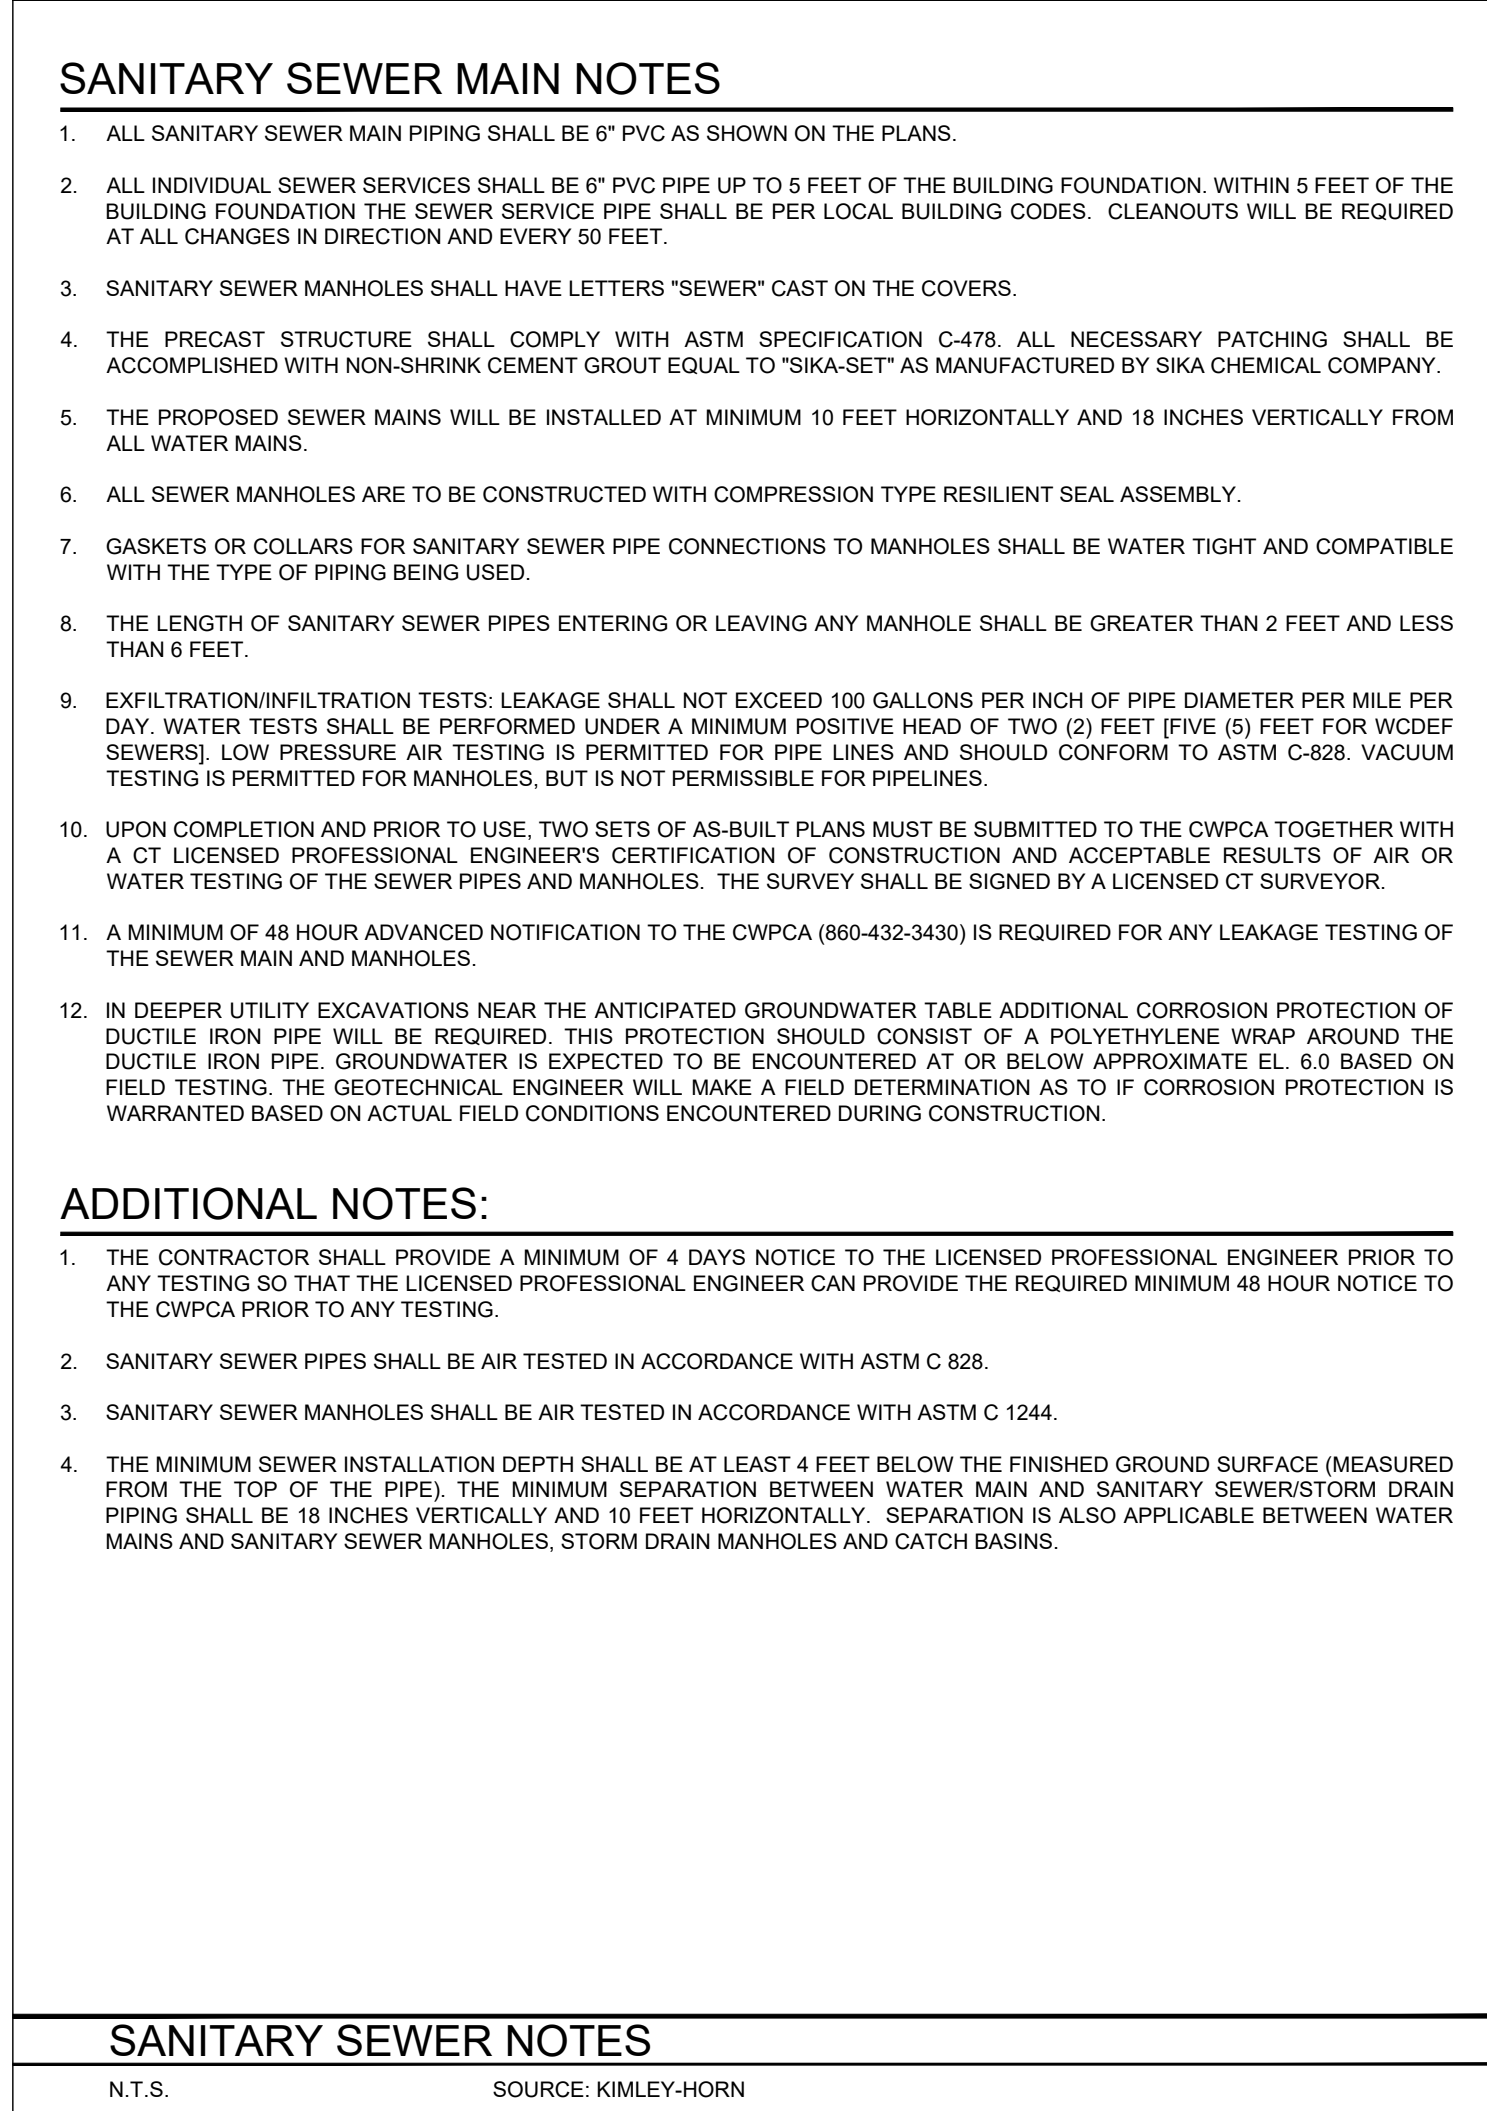 SANITARY SEWER MAIN NOTES
1. ALL SANITARY SEWER MAIN PIPING SHALL BE 6" PVC AS SHOWN ON THE PLANS.
2. ALL INDIVIDUAL SEWER SERVICES SHALL BE 6" PVC PIPE UP TO 5 FEET OF THE BUILDING FOUNDATION. WITHIN 5 FEET OF THE
BUILDING FOUNDATION THE SEWER SERVICE PIPE SHALL BE PER LOCAL BUILDING CODES. CLEANOUTS WILL BE REQUIRED
AT ALL CHANGES IN DIRECTION AND EVERY 50 FEET.
3. SANITARY SEWER MANHOLES SHALL HAVE LETTERS "SEWER" CAST ON THE COVERS.
4. THE PRECAST STRUCTURE SHALL COMPLY WITH ASTM SPECIFICATION C-478. ALL NECESSARY PATCHING SHALL BE
ACCOMPLISHED WITH NON-SHRINK CEMENT GROUT EQUAL TO "SIKA-SET" AS MANUFACTURED BY SIKA CHEMICAL COMPANY.
5. THE PROPOSED SEWER MAINS WILL BE INSTALLED AT MINIMUM 10 FEET HORIZONTALLY AND 18 INCHES VERTICALLY FROM
ALL WATER MAINS.
6. ALL SEWER MANHOLES ARE TO BE CONSTRUCTED WITH COMPRESSION TYPE RESILIENT SEAL ASSEMBLY.
7. GASKETS OR COLLARS FOR SANITARY SEWER PIPE CONNECTIONS TO MANHOLES SHALL BE WATER TIGHT AND COMPATIBLE
WITH THE TYPE OF PIPING BEING USED.
8. THE LENGTH OF SANITARY SEWER PIPES ENTERING OR LEAVING ANY MANHOLE SHALL BE GREATER THAN 2 FEET AND LESS
THAN 6 FEET.
9. EXFILTRATION/INFILTRATION TESTS: LEAKAGE SHALL NOT EXCEED 100 GALLONS PER INCH OF PIPE DIAMETER PER MILE PER
DAY. WATER TESTS SHALL BE PERFORMED UNDER A MINIMUM POSITIVE HEAD OF TWO (2) FEET [FIVE (5) FEET FOR WCDEF
SEWERS]. LOW PRESSURE AIR TESTING IS PERMITTED FOR PIPE LINES AND SHOULD CONFORM TO ASTM C-828. VACUUM
TESTING IS PERMITTED FOR MANHOLES, BUT IS NOT PERMISSIBLE FOR PIPELINES.
10. UPON COMPLETION AND PRIOR TO USE, TWO SETS OF AS-BUILT PLANS MUST BE SUBMITTED TO THE CWPCA TOGETHER WITH
A CT LICENSED PROFESSIONAL ENGINEER'S CERTIFICATION OF CONSTRUCTION AND ACCEPTABLE RESULTS OF AIR OR
WATER TESTING OF THE SEWER PIPES AND MANHOLES. THE SURVEY SHALL BE SIGNED BY A LICENSED CT SURVEYOR.
11. A MINIMUM OF 48 HOUR ADVANCED NOTIFICATION TO THE CWPCA (860-432-3430) IS REQUIRED FOR ANY LEAKAGE TESTING OF
THE SEWER MAIN AND MANHOLES.
12. IN DEEPER UTILITY EXCAVATIONS NEAR THE ANTICIPATED GROUNDWATER TABLE ADDITIONAL CORROSION PROTECTION OF
DUCTILE IRON PIPE WILL BE REQUIRED. THIS PROTECTION SHOULD CONSIST OF A POLYETHYLENE WRAP AROUND THE
DUCTILE IRON PIPE. GROUNDWATER IS EXPECTED TO BE ENCOUNTERED AT OR BELOW APPROXIMATE EL. 6.0 BASED ON
FIELD TESTING. THE GEOTECHNICAL ENGINEER WILL MAKE A FIELD DETERMINATION AS TO IF CORROSION PROTECTION IS
WARRANTED BASED ON ACTUAL FIELD CONDITIONS ENCOUNTERED DURING CONSTRUCTION.
ADDITIONAL NOTES:
1. THE CONTRACTOR SHALL PROVIDE A MINIMUM OF 4 DAYS NOTICE TO THE LICENSED PROFESSIONAL ENGINEER PRIOR TO
ANY TESTING SO THAT THE LICENSED PROFESSIONAL ENGINEER CAN PROVIDE THE REQUIRED MINIMUM 48 HOUR NOTICE TO
THE CWPCA PRIOR TO ANY TESTING.
2. SANITARY SEWER PIPES SHALL BE AIR TESTED IN ACCORDANCE WITH ASTM C 828.
3. SANITARY SEWER MANHOLES SHALL BE AIR TESTED IN ACCORDANCE WITH ASTM C 1244.
4. THE MINIMUM SEWER INSTALLATION DEPTH SHALL BE AT LEAST 4 FEET BELOW THE FINISHED GROUND SURFACE (MEASURED
FROM THE TOP OF THE PIPE). THE MINIMUM SEPARATION BETWEEN WATER MAIN AND SANITARY SEWER/STORM DRAIN
PIPING SHALL BE 18 INCHES VERTICALLY AND 10 FEET HORIZONTALLY. SEPARATION IS ALSO APPLICABLE BETWEEN WATER
MAINS AND SANITARY SEWER MANHOLES, STORM DRAIN MANHOLES AND CATCH BASINS.
SANITARY SEWER NOTES
N.T.S. SOURCE: KIMLEY-HORN